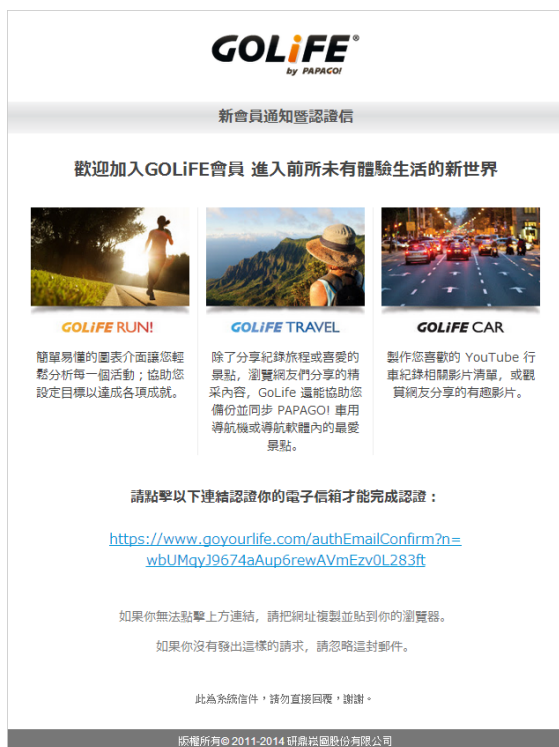 GOLiFE®
by PAPAGO!
新會員通知暨認證信
歡迎加入GOLiFE會員 進入前所未有體驗生活的新世界
GOLiFE RUN!
簡單易懂的圖表介面讓您輕
鬆分析每一個活動；協助您
設定目標以達成各項成就。
GOLiFE TRAVEL
除了分享紀錄旅程或喜愛的
景點，瀏覽網友們分享的精
采內容，GoLife 還能協助您
備份並同步 PAPAGO! 車用
導航機或導航軟體內的最愛
景點。
GOLiFE CAR
製作您喜歡的 YouTube 行
車紀錄相關影片清單，或觀
賞網友分享的有趣影片。
請點擊以下連結認證你的電子信箱才能完成認證：
https://www.goyourlife.com/authEmailConfirm?n=
wbUMqyJ9674aAup6rewAVmEzv0L283ft
如果你無法點擊上方連結，請把網址複製並貼到你的瀏覽器。
如果你沒有發出這樣的請求，請忽略這封郵件。
此為系統信件，請勿直接回覆，謝謝。
版權所有© 2011-2014 研鼎崧圖股份有限公司